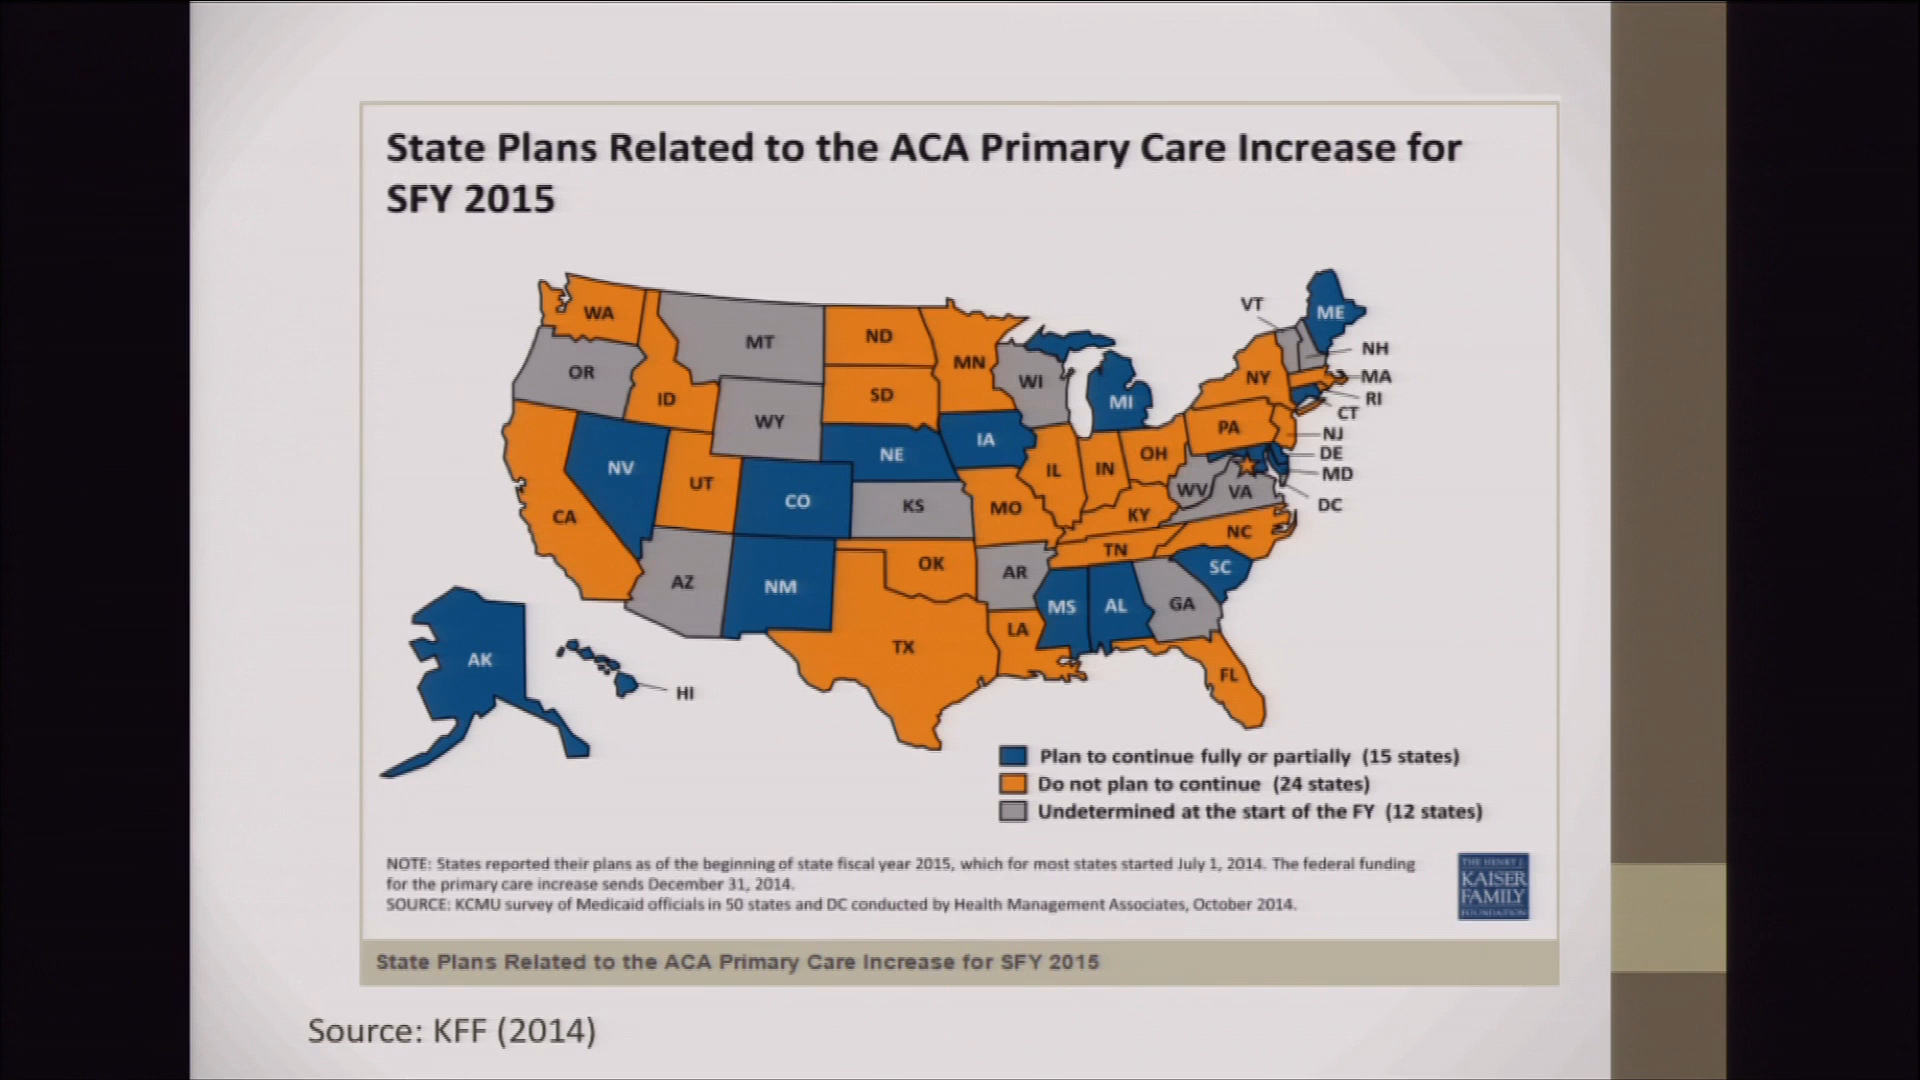 State Plans Related to the ACA Primary Care Increase for
SFY 2015
WA
MT
ND
MN
VT
ME
OR
ID
SD
WI
MI
NY
NH
MA
RI
CT
WY
NE
IA
PA
NJ
DE
MD
DC
NV
UT
CO
KS
IL
IN
OH
WV
VA
MO
KY
CA
AZ
NM
OK
AR
TN
NC
SC
MS
AL
GA
TX
LA
FL
AK
HI
Plan to continue fully or partially (15 states)
Do not plan to continue (24 states)
Undetermined at the start of the FY (12 states)
NOTE: States reported their plans as of the beginning of state fiscal year 2015, which for most states started July 1, 2014. The federal funding
for the primary care increase sends December 31, 2014.
SOURCE: KCMU survey of Medicaid officials in 50 states and DC conducted by Health Management Associates, October 2014.
THE HENRY J.
KAISER
FAMILY
FOUNDATION
State Plans Related to the ACA Primary Care Increase for SFY 2015
Source: KFF (2014)